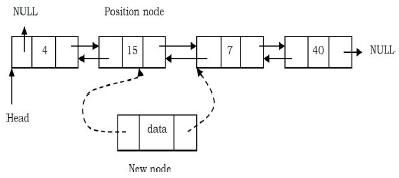 NULL
Position node
4
15
7
40
NULL
Head
data
New node